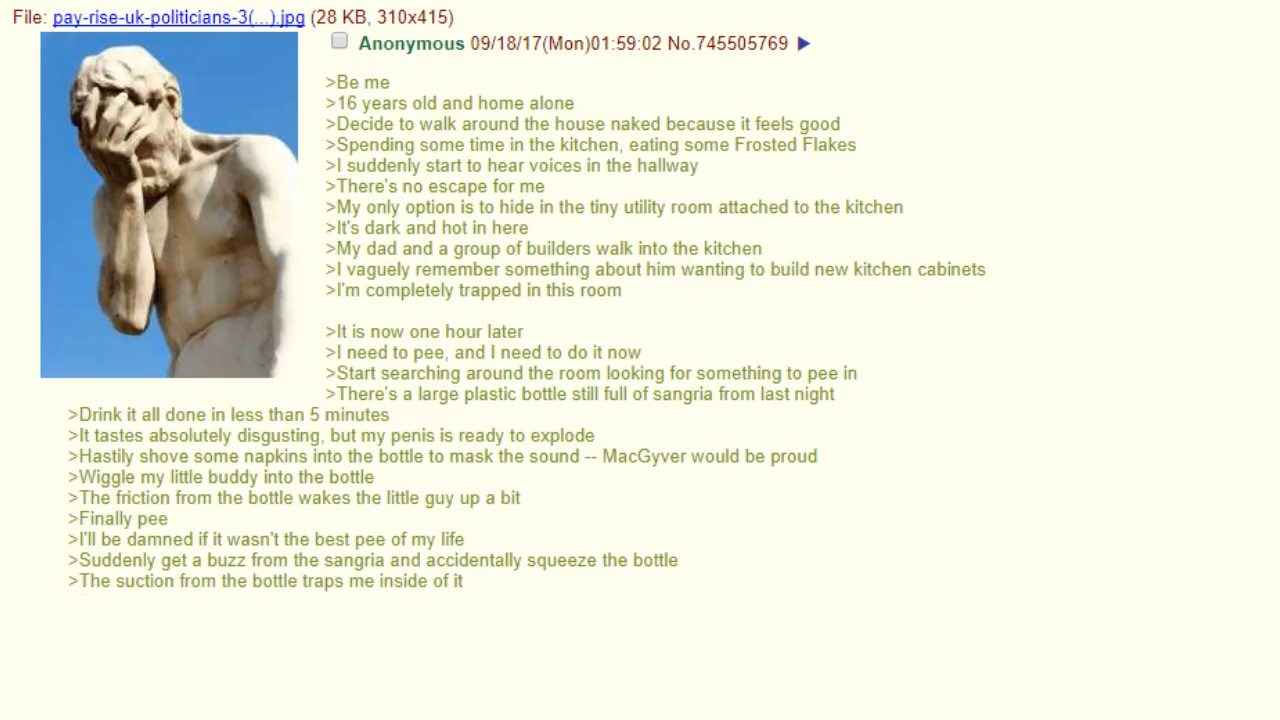 File: pay-rise-uk-politicians-3(...).jpg (28 KB, 310x415)
Anonymous 09/18/17(Mon)01:59:02 No.745505769 ▶
>Be me
>16 years old and home alone
>Decide to walk around the house naked because it feels good
>Spending some time in the kitchen, eating some Frosted Flakes
>I suddenly start to hear voices in the hallway
>There's no escape for me
>My only option is to hide in the tiny utility room attached to the kitchen
>It's dark and hot in here
>My dad and a group of builders walk into the kitchen
>I vaguely remember something about him wanting to build new kitchen cabinets
>I'm completely trapped in this room
>It is now one hour later
>I need to pee, and I need to do it now
>Start searching around the room looking for something to pee in
>There's a large plastic bottle still full of sangria from last night
>Drink it all done in less than 5 minutes
>It tastes absolutely disgusting, but my penis is ready to explode
>Hastily shove some napkins into the bottle to mask the sound -- MacGyver would be proud
>Wiggle my little buddy into the bottle
>The friction from the bottle wakes the little guy up a bit
>Finally pee
>I'll be damned if it wasn't the best pee of my life
>Suddenly get a buzz from the sangria and accidentally squeeze the bottle
>The suction from the bottle traps me inside of it